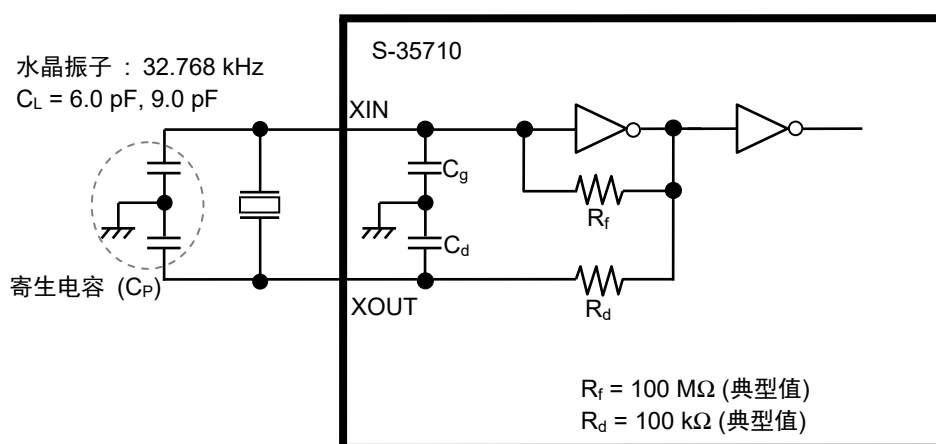 S-35710
水晶振子 : 32.768 kHz
CL = 6.0 pF, 9.0 pF
XIN
Cg
Rf
Cd
寄生电容 (CP)
XOUT
Rd
Rf = 100 MΩ (典型值)
Rd = 100 kΩ (典型值)